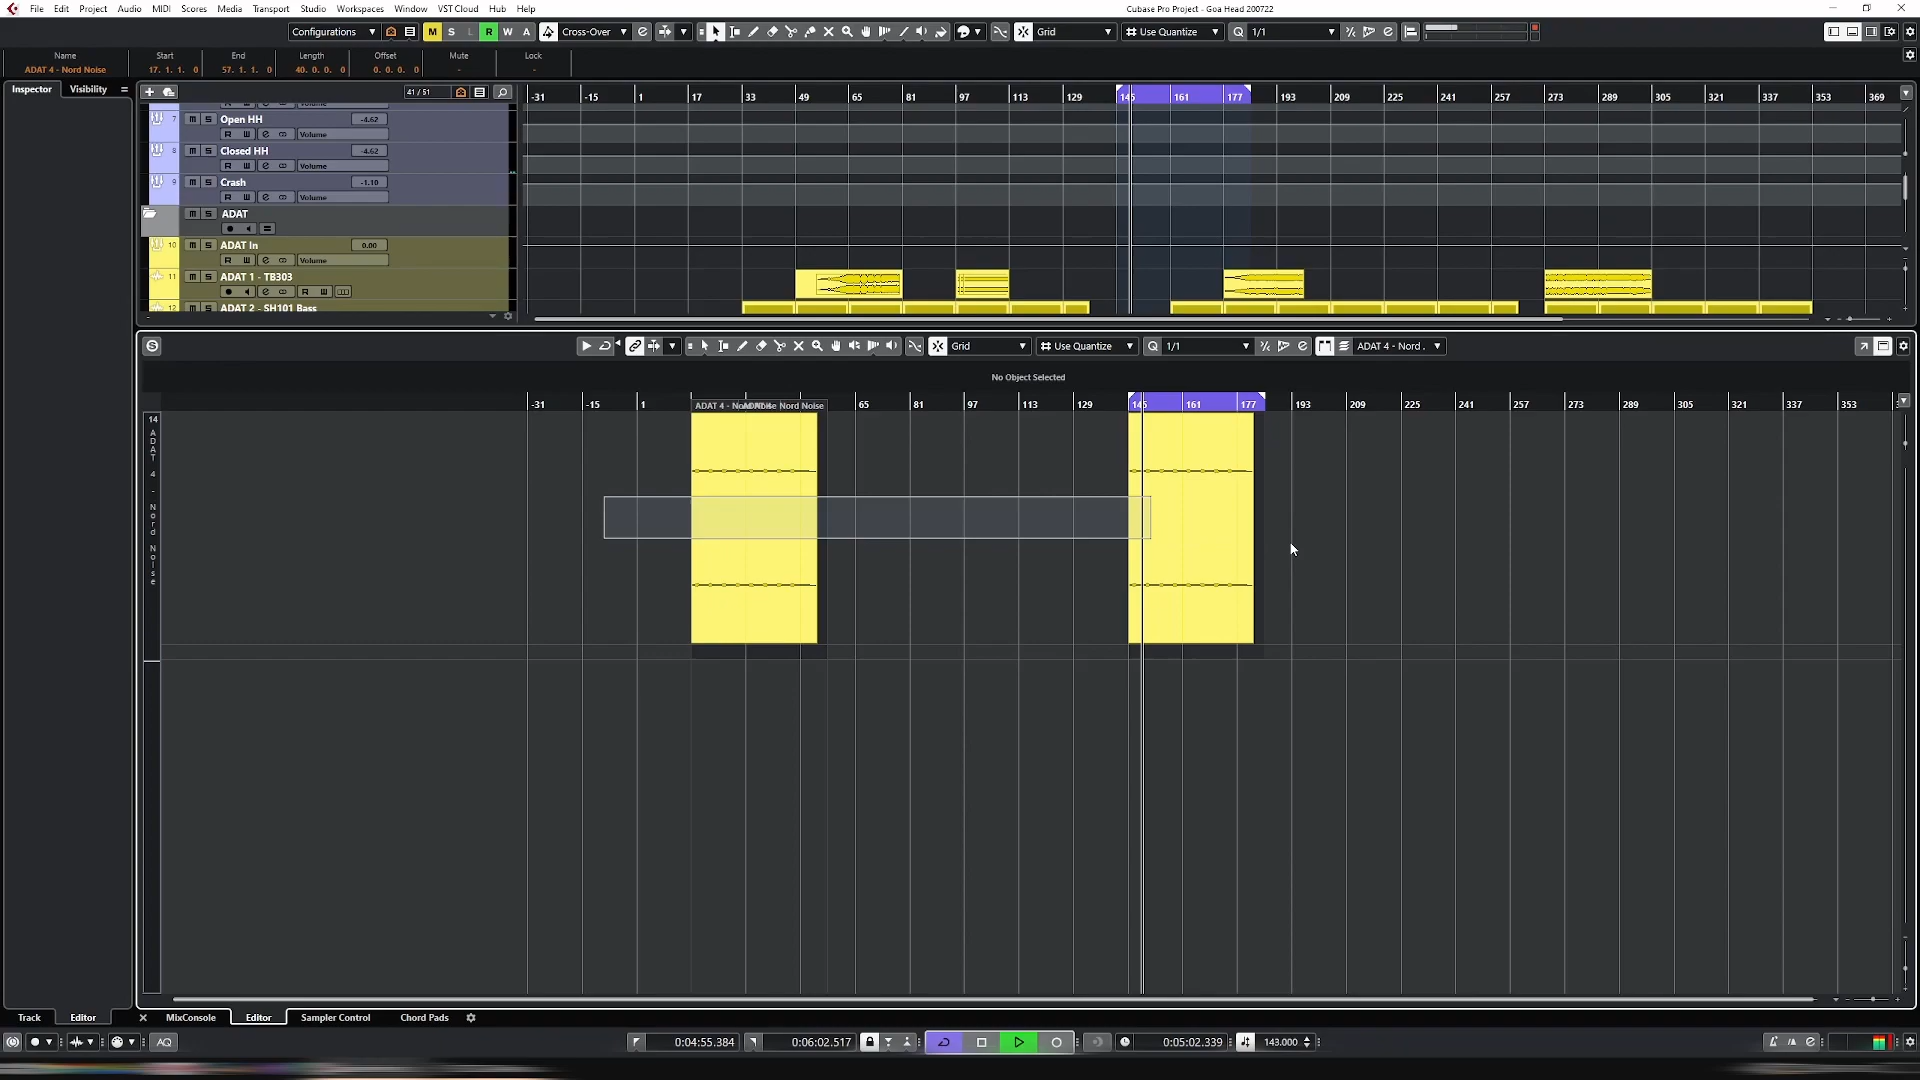 File Edit Project Audio MIDI Scores Media Transport Studio Workspaces Window VST Cloud Hub Help
Cubase Pro Project - Goa Head 200722
Configurations M S L R W A Cross-Over Grid Use Quantize 1/1
Name Start End Length Offset Mute Lock
ADAT 4 - Nord Noise 17. 1. 1. 0 57. 1. 1. 0 40. 0. 0. 0 0. 0. 0. 0 - -
Inspector Visibility 41 / 51
-31 -15 1 17 33 49 65 81 97 113 129 145 161 177 193 209 225 241 257 273 289 305 321 337 353 369
Volume
7 m S Open HH -4.62
R Volume
8 m S Closed HH -4.62
R Volume
9 m S Crash -1.10
R Volume
m S ADAT
10 m S ADAT In 0.00
R Volume
11 m S ADAT 1 - TB303
R
12 ADAT 2 - SH101 Bass
Grid Use Quantize 1/1 ADAT 4 - Nord .
No Object Selected
-31 -15 1 65 81 97 113 129 145 161 177 193 209 225 241 257 273 289 305 321 337 353
14 ADAT 4 - Nord Noise
Track Editor MixConsole Editor Sampler Control Chord Pads
AQ 0:04:55.384 0:06:02.517 0:05:02.339 143.000